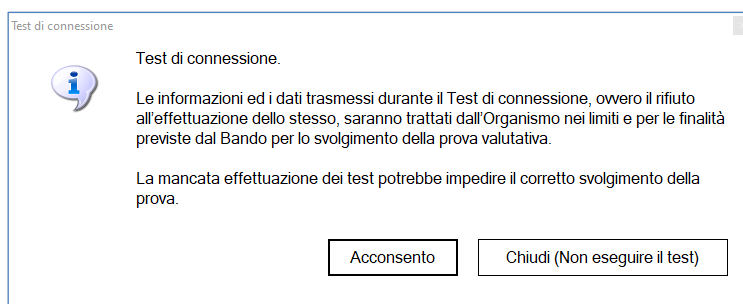 Test di connessione
Test di connessione.
Le informazioni ed i dati trasmessi durante il Test di connessione, ovvero il rifiuto
all'effettuazione dello stesso, saranno trattati dall'Organismo nei limiti e per le finalità
previste dal Bando per lo svolgimento della prova valutativa.
La mancata effettuazione dei test potrebbe impedire il corretto svolgimento della
prova.
Acconsento
Chiudi (Non eseguire il test)